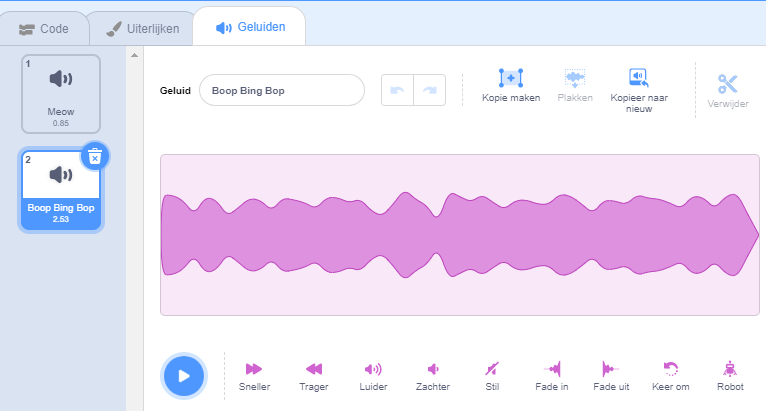 Code
Uiterlijken
Geluiden
1
Meow
0.85
2
Boop Bing Bop
2.53
Geluid
Boop Bing Bop
Kopie maken
Plakken
Kopieer naar
nieuw
Verwijder
Sneller
Trager
Luider
Zachter
Stil
Fade in
Fade uit
Keer om
Robot